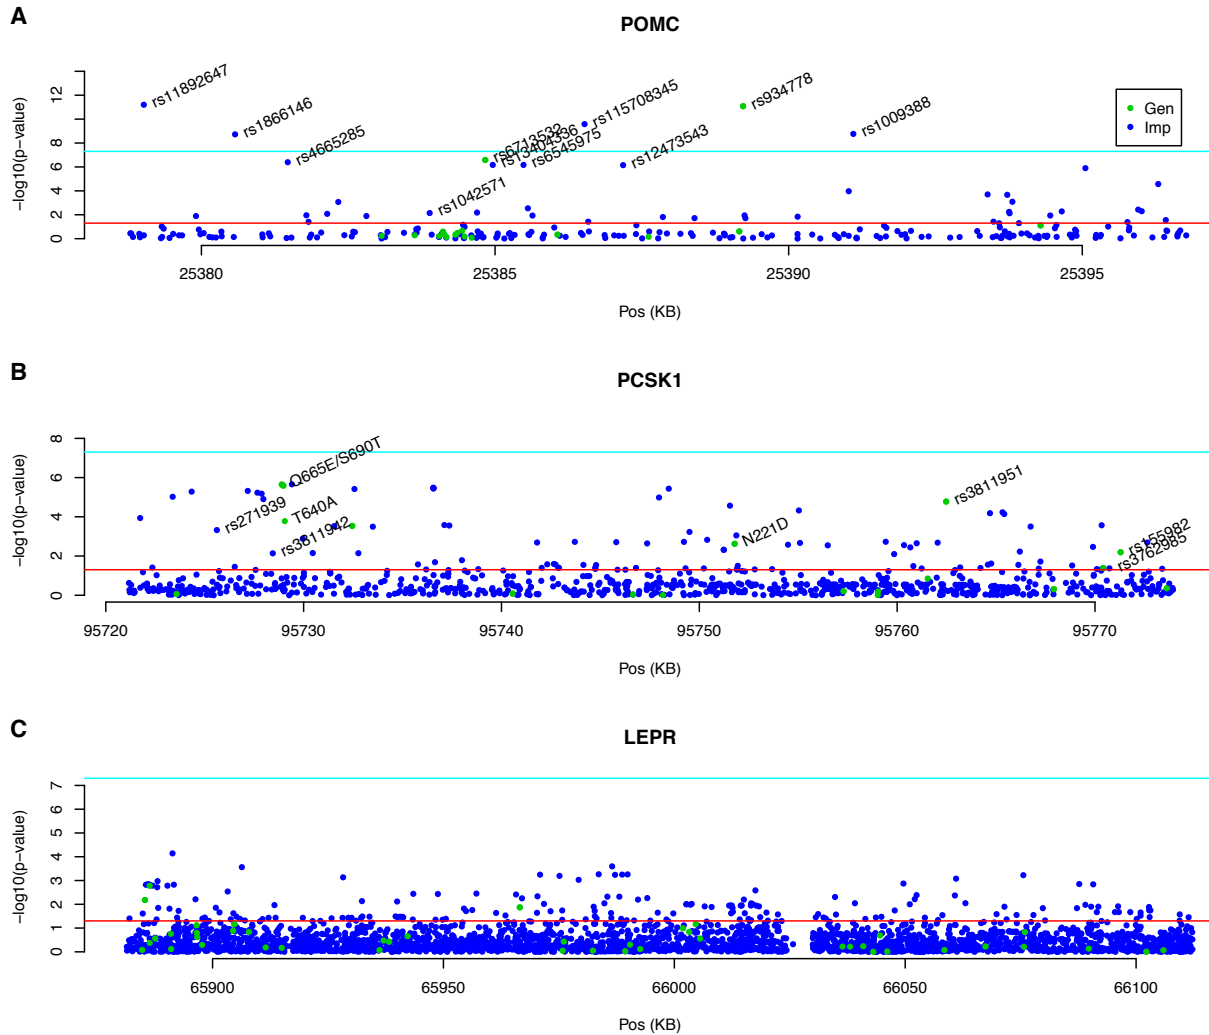 A
POMC
−log10(p−value)
0 2 4 6 8 10 12
rs11892647
rs1866146
rs4665285
rs1042571
rs6713532
rs13404336
rs6545975
rs115708345
rs12473543
rs934778
rs1009388
Gen
Imp
25380 25385 25390 25395
Pos (KB)
B
PCSK1
−log10(p−value)
0 2 4 6 8
rs271939
Q665E/S690T
T640A
rs3811942
N221D
rs3811951
rs155982
rs3762985
95720 95730 95740 95750 95760 95770
Pos (KB)
C
LEPR
−log10(p−value)
0 1 2 3 4 5 6 7
65900 65950 66000 66050 66100
Pos (KB)